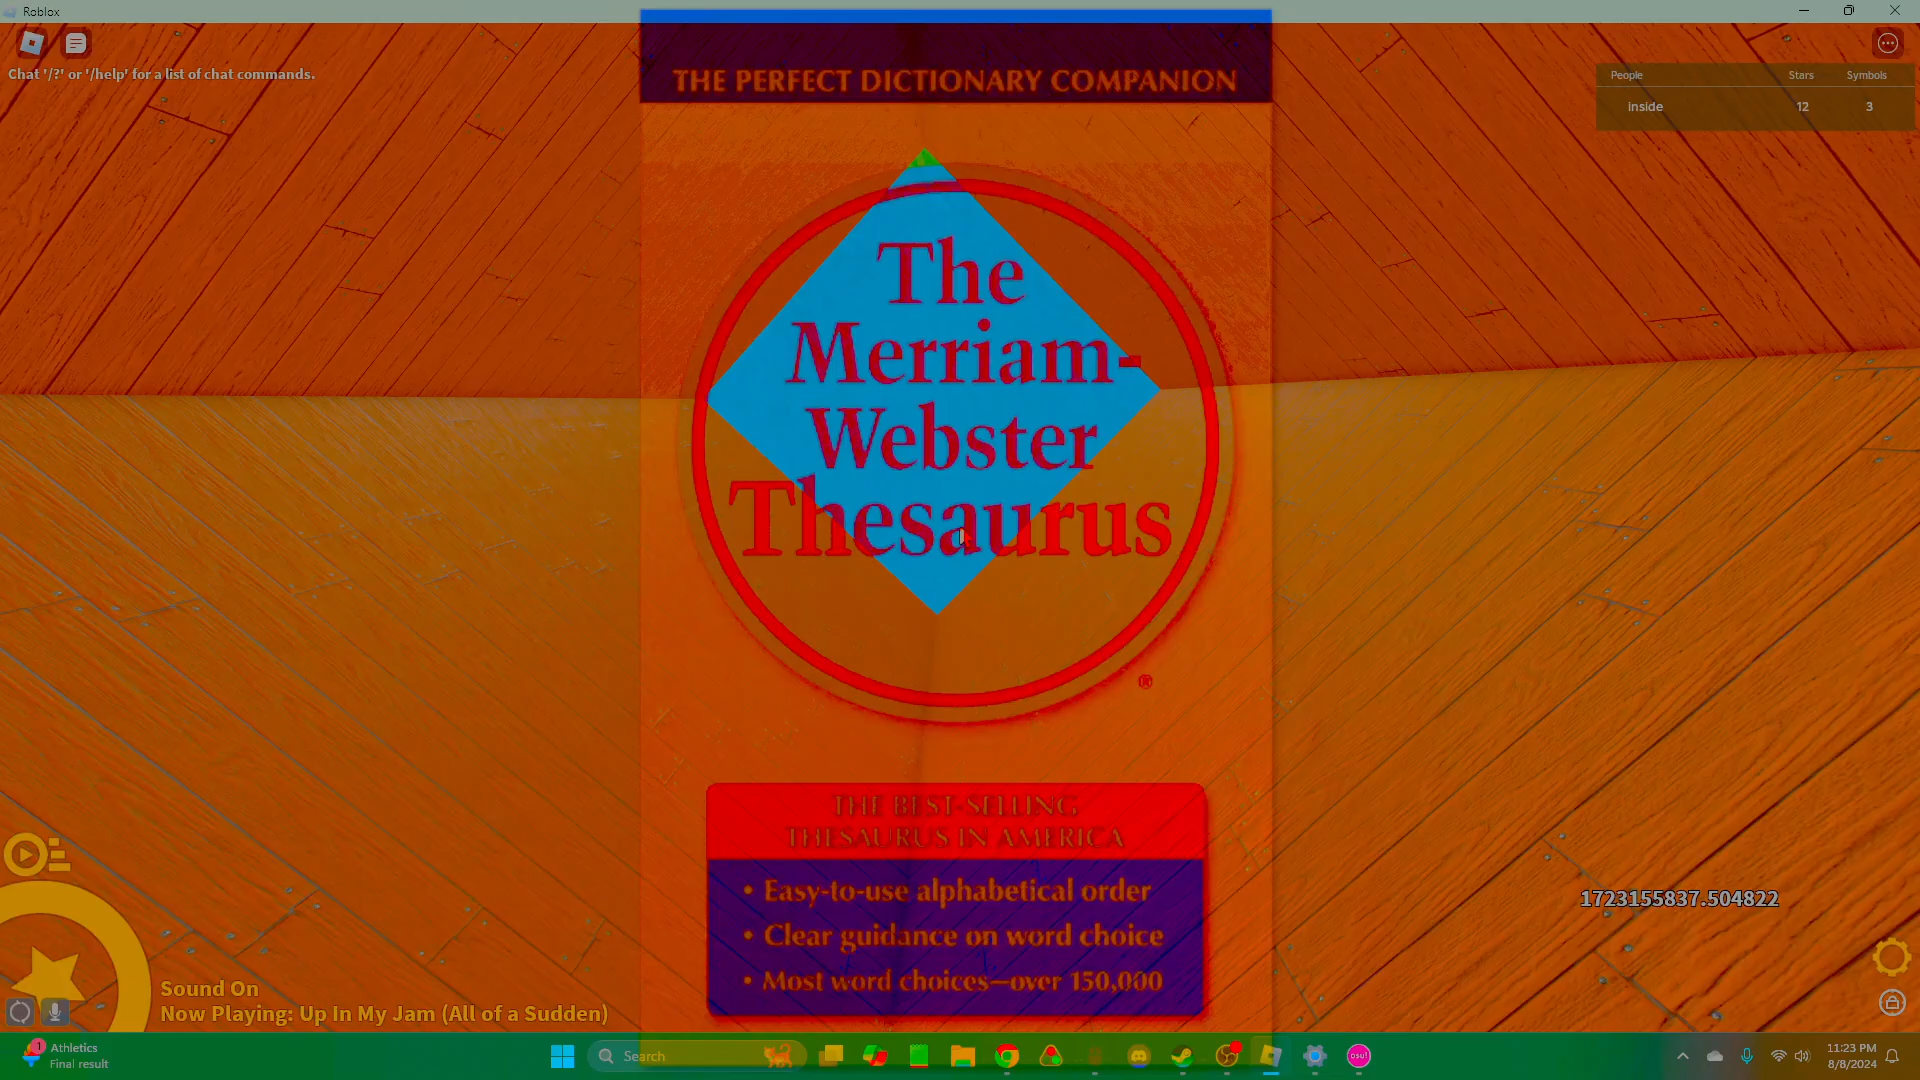 Roblox
Chat '/?' or '/help' for a list of chat commands.
People Stars Symbols
inside 12 3
THE PERFECT DICTIONARY COMPANION
The
Merriam-
Webster
Thesaurus
®
THE BEST-SELLING
THESAURUS IN AMERICA
• Easy-to-use alphabetical order
• Clear guidance on word choice
• Most word choices—over 150,000
1723155837.504822
Sound On
Now Playing: Up In My Jam (All of a Sudden)
1
Athletics
Final result
Search
osu!
11:23 PM
8/8/2024